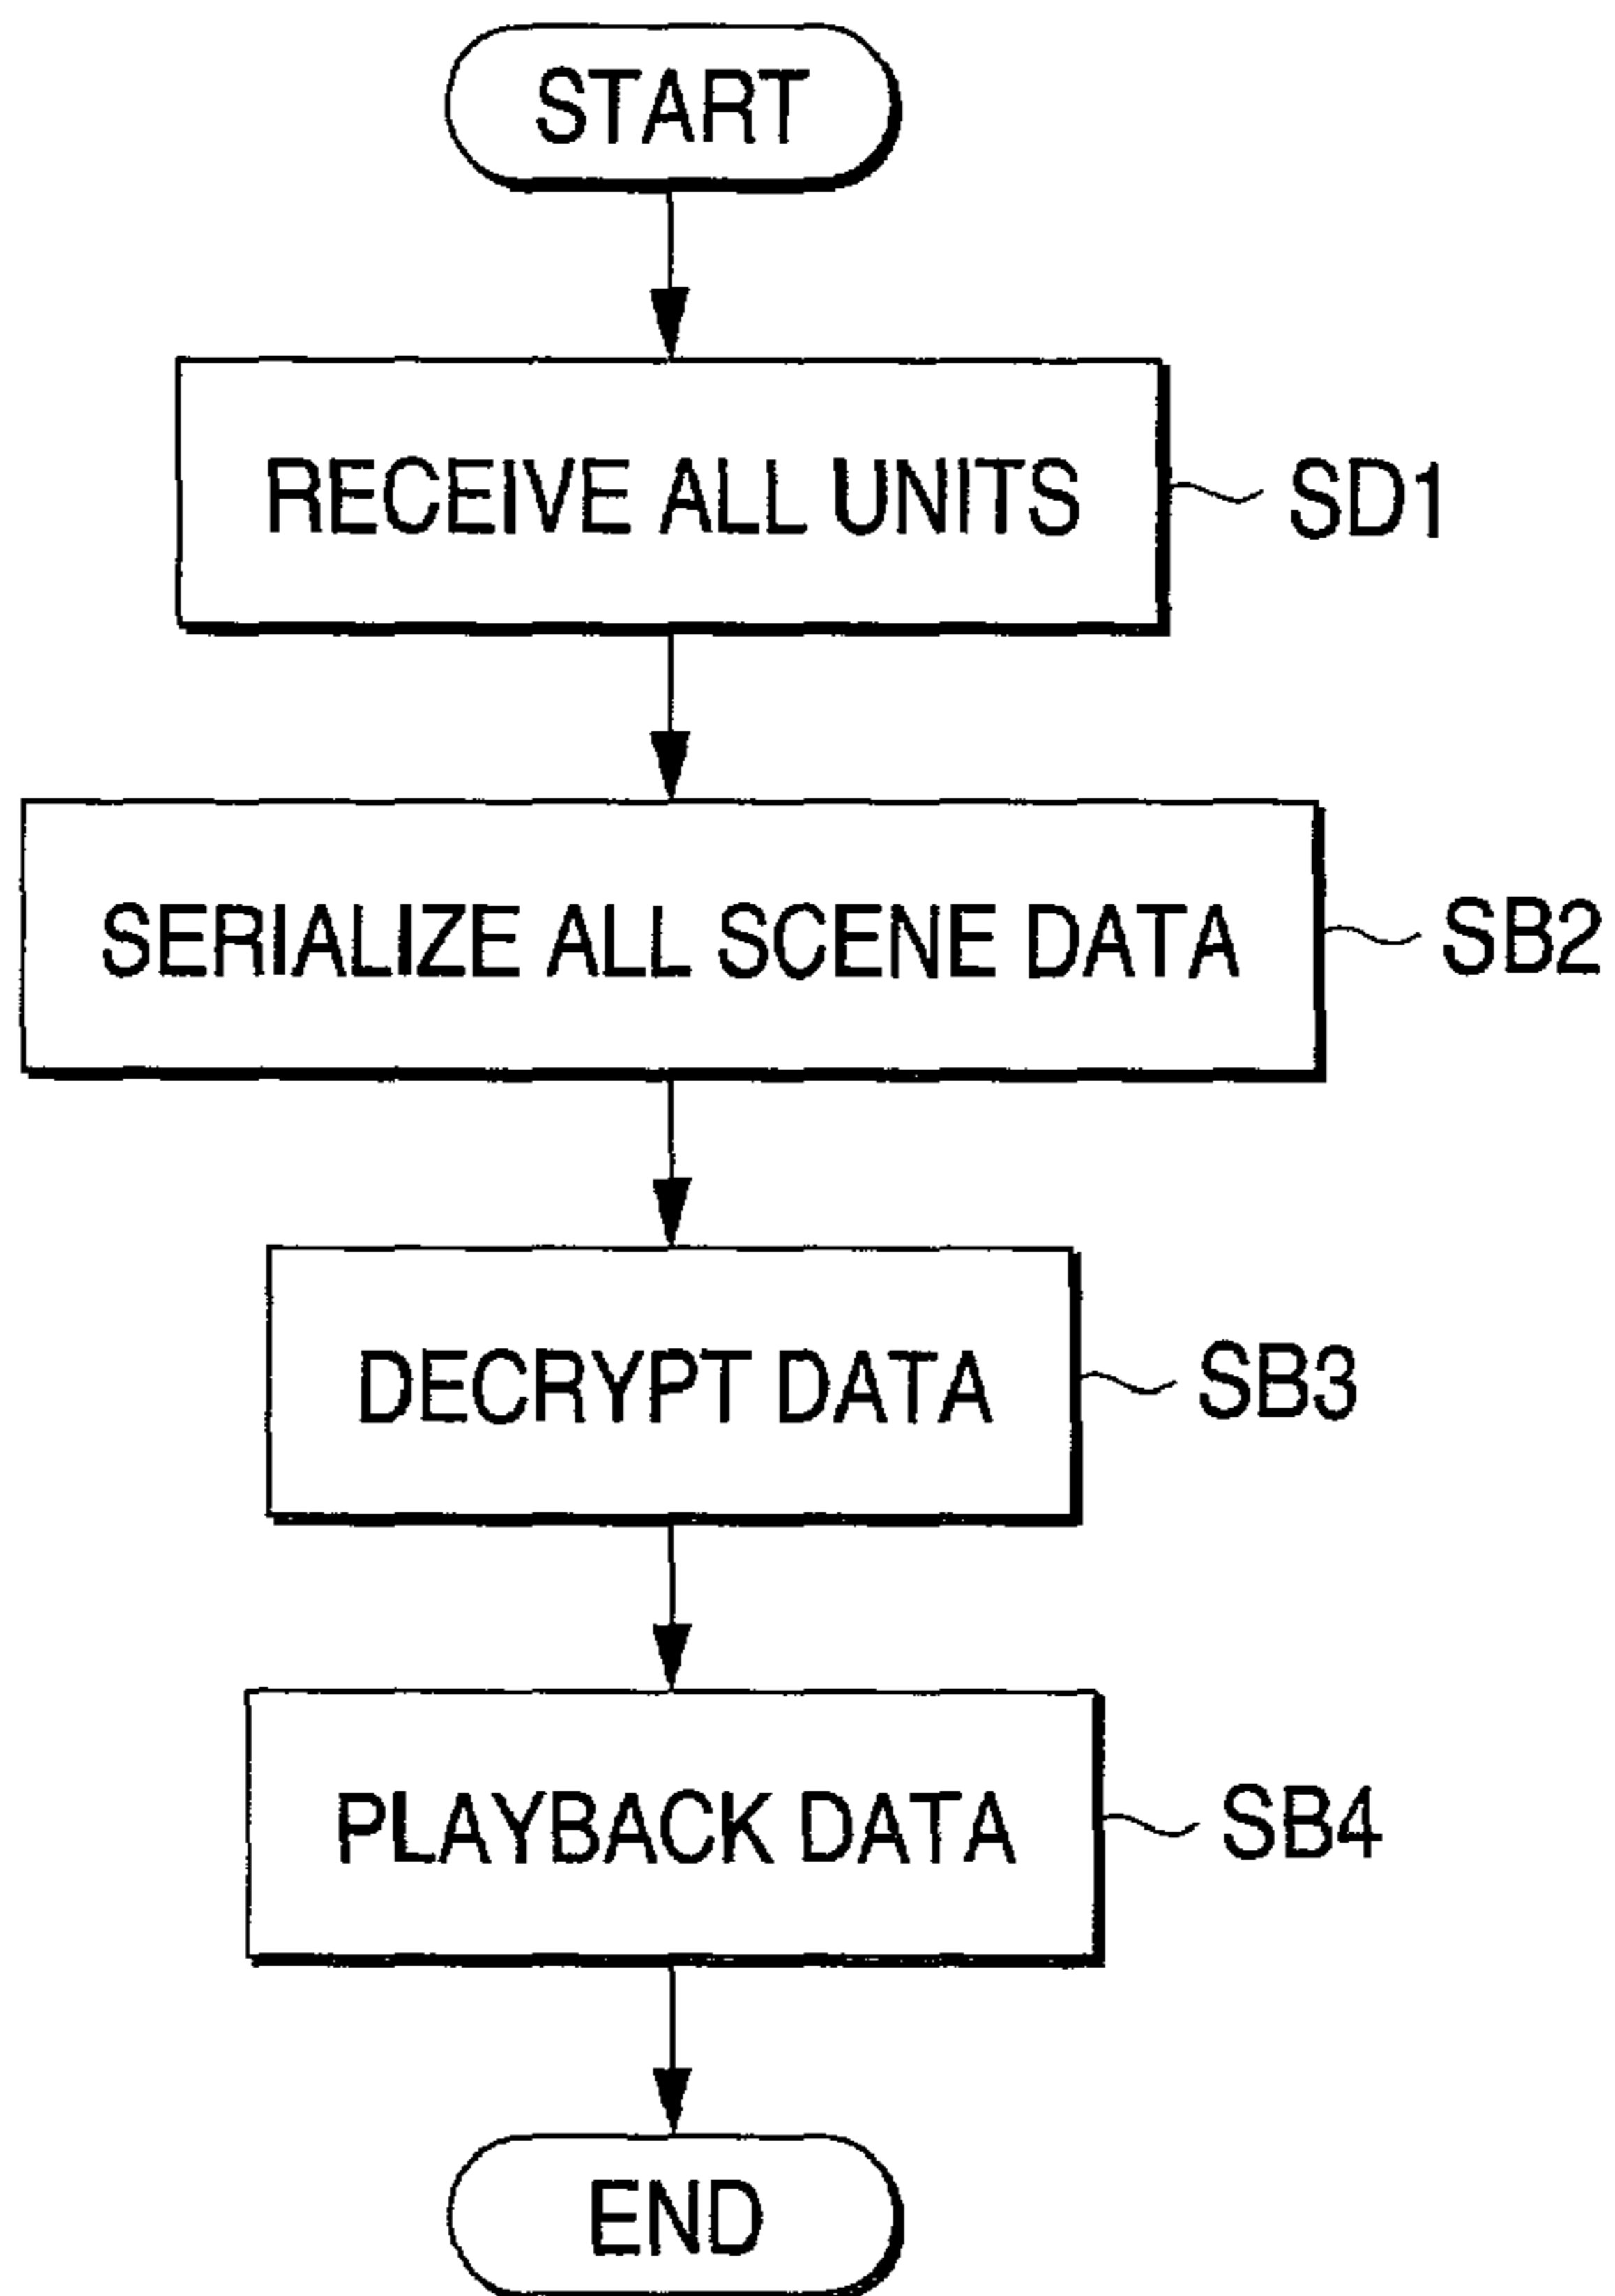 START
RECEIVE ALL UNITS
SD1
SERIALIZE ALL SCENE DATA
SB2
DECRYPT DATA
SB3
PLAYBACK DATA
SB4
END